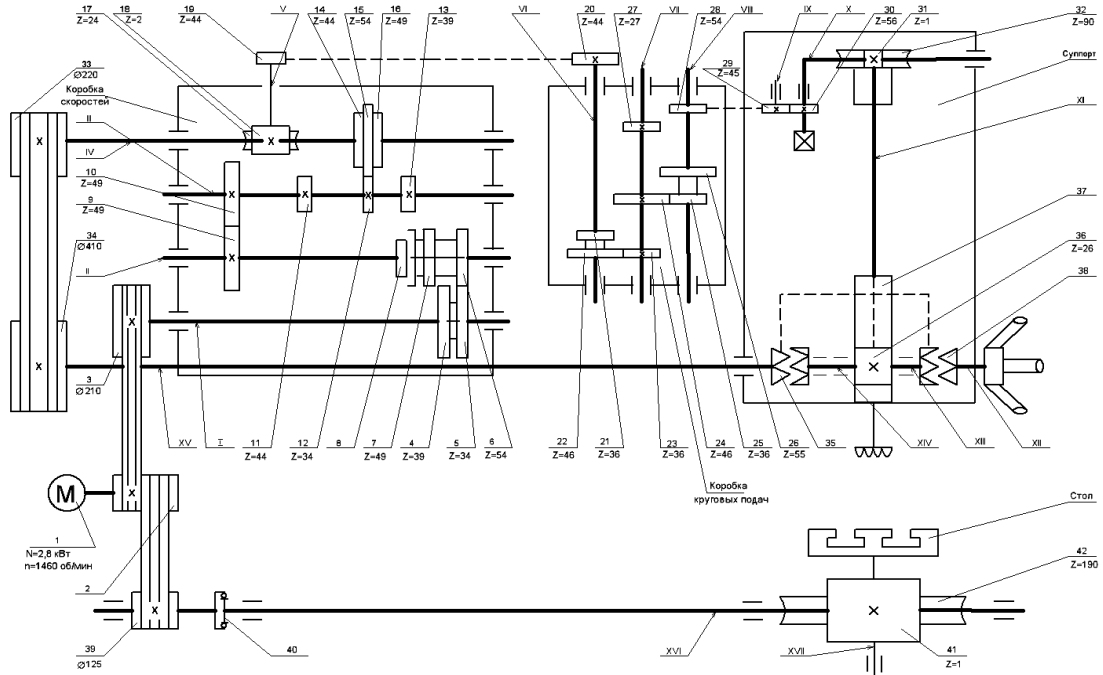 17
Z=24
18
Z=2
19
Z=44
V
14
Z=44
15
Z=54
16
Z=49
13
Z=39
VI
20
Z=44
27
Z=27
VII
28
Z=54
VIII
IX
X
30
Z=56
31
Z=1
32
Z=90
33
Ø220
Коробка
скоростей
II
IV
29
Z=45
Суппорт
XI
10
Z=49
9
Z=49
34
Ø410
II
37
36
Z=26
38
3
Ø210
XV
I
11
Z=44
12
Z=34
8
7
Z=49
4
Z=39
5
Z=34
6
Z=54
22
Z=46
21
Z=36
23
Z=36
24
Z=46
25
Z=36
26
Z=55
35
XIV
XIII
XII
Коробка
круговых подач
M
1
N=2,8 кВт
n=1460 об/мин
2
Стол
42
Z=190
39
Ø125
40
XVI
XVII
41
Z=1